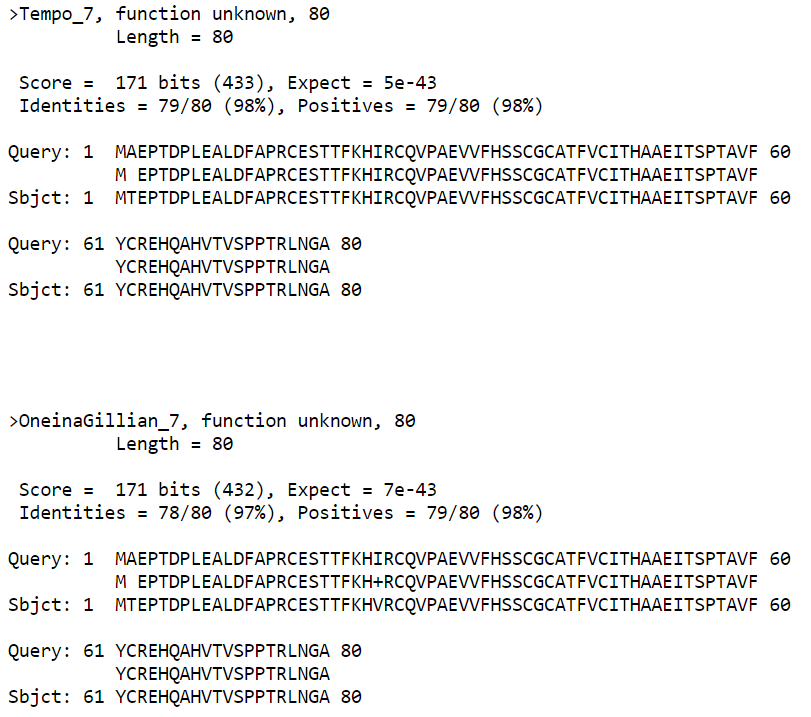 >Tempo_7, function unknown, 80
          Length = 80
 Score =  171 bits (433), Expect = 5e-43
 Identities = 79/80 (98%), Positives = 79/80 (98%)
Query: 1  MAEPTDPLEALDFAPRCESTTFKHIRCQVPAEVVFHSSCGCATFVCITHAAEITSPTAVF 60
          M EPTDPLEALDFAPRCESTTFKHIRCQVPAEVVFHSSCGCATFVCITHAAEITSPTAVF
Sbjct: 1  MTEPTDPLEALDFAPRCESTTFKHIRCQVPAEVVFHSSCGCATFVCITHAAEITSPTAVF 60
Query: 61 YCREHQAHVTVSPPTRLNGA 80
          YCREHQAHVTVSPPTRLNGA
Sbjct: 61 YCREHQAHVTVSPPTRLNGA 80
>OneinaGillian_7, function unknown, 80
          Length = 80
 Score =  171 bits (432), Expect = 7e-43
 Identities = 78/80 (97%), Positives = 79/80 (98%)
Query: 1  MAEPTDPLEALDFAPRCESTTFKHIRCQVPAEVVFHSSCGCATFVCITHAAEITSPTAVF 60
          M EPTDPLEALDFAPRCESTTFKH+RCQVPAEVVFHSSCGCATFVCITHAAEITSPTAVF
Sbjct: 1  MTEPTDPLEALDFAPRCESTTFKHVRCQVPAEVVFHSSCGCATFVCITHAAEITSPTAVF 60
Query: 61 YCREHQAHVTVSPPTRLNGA 80
          YCREHQAHVTVSPPTRLNGA
Sbjct: 61 YCREHQAHVTVSPPTRLNGA 80